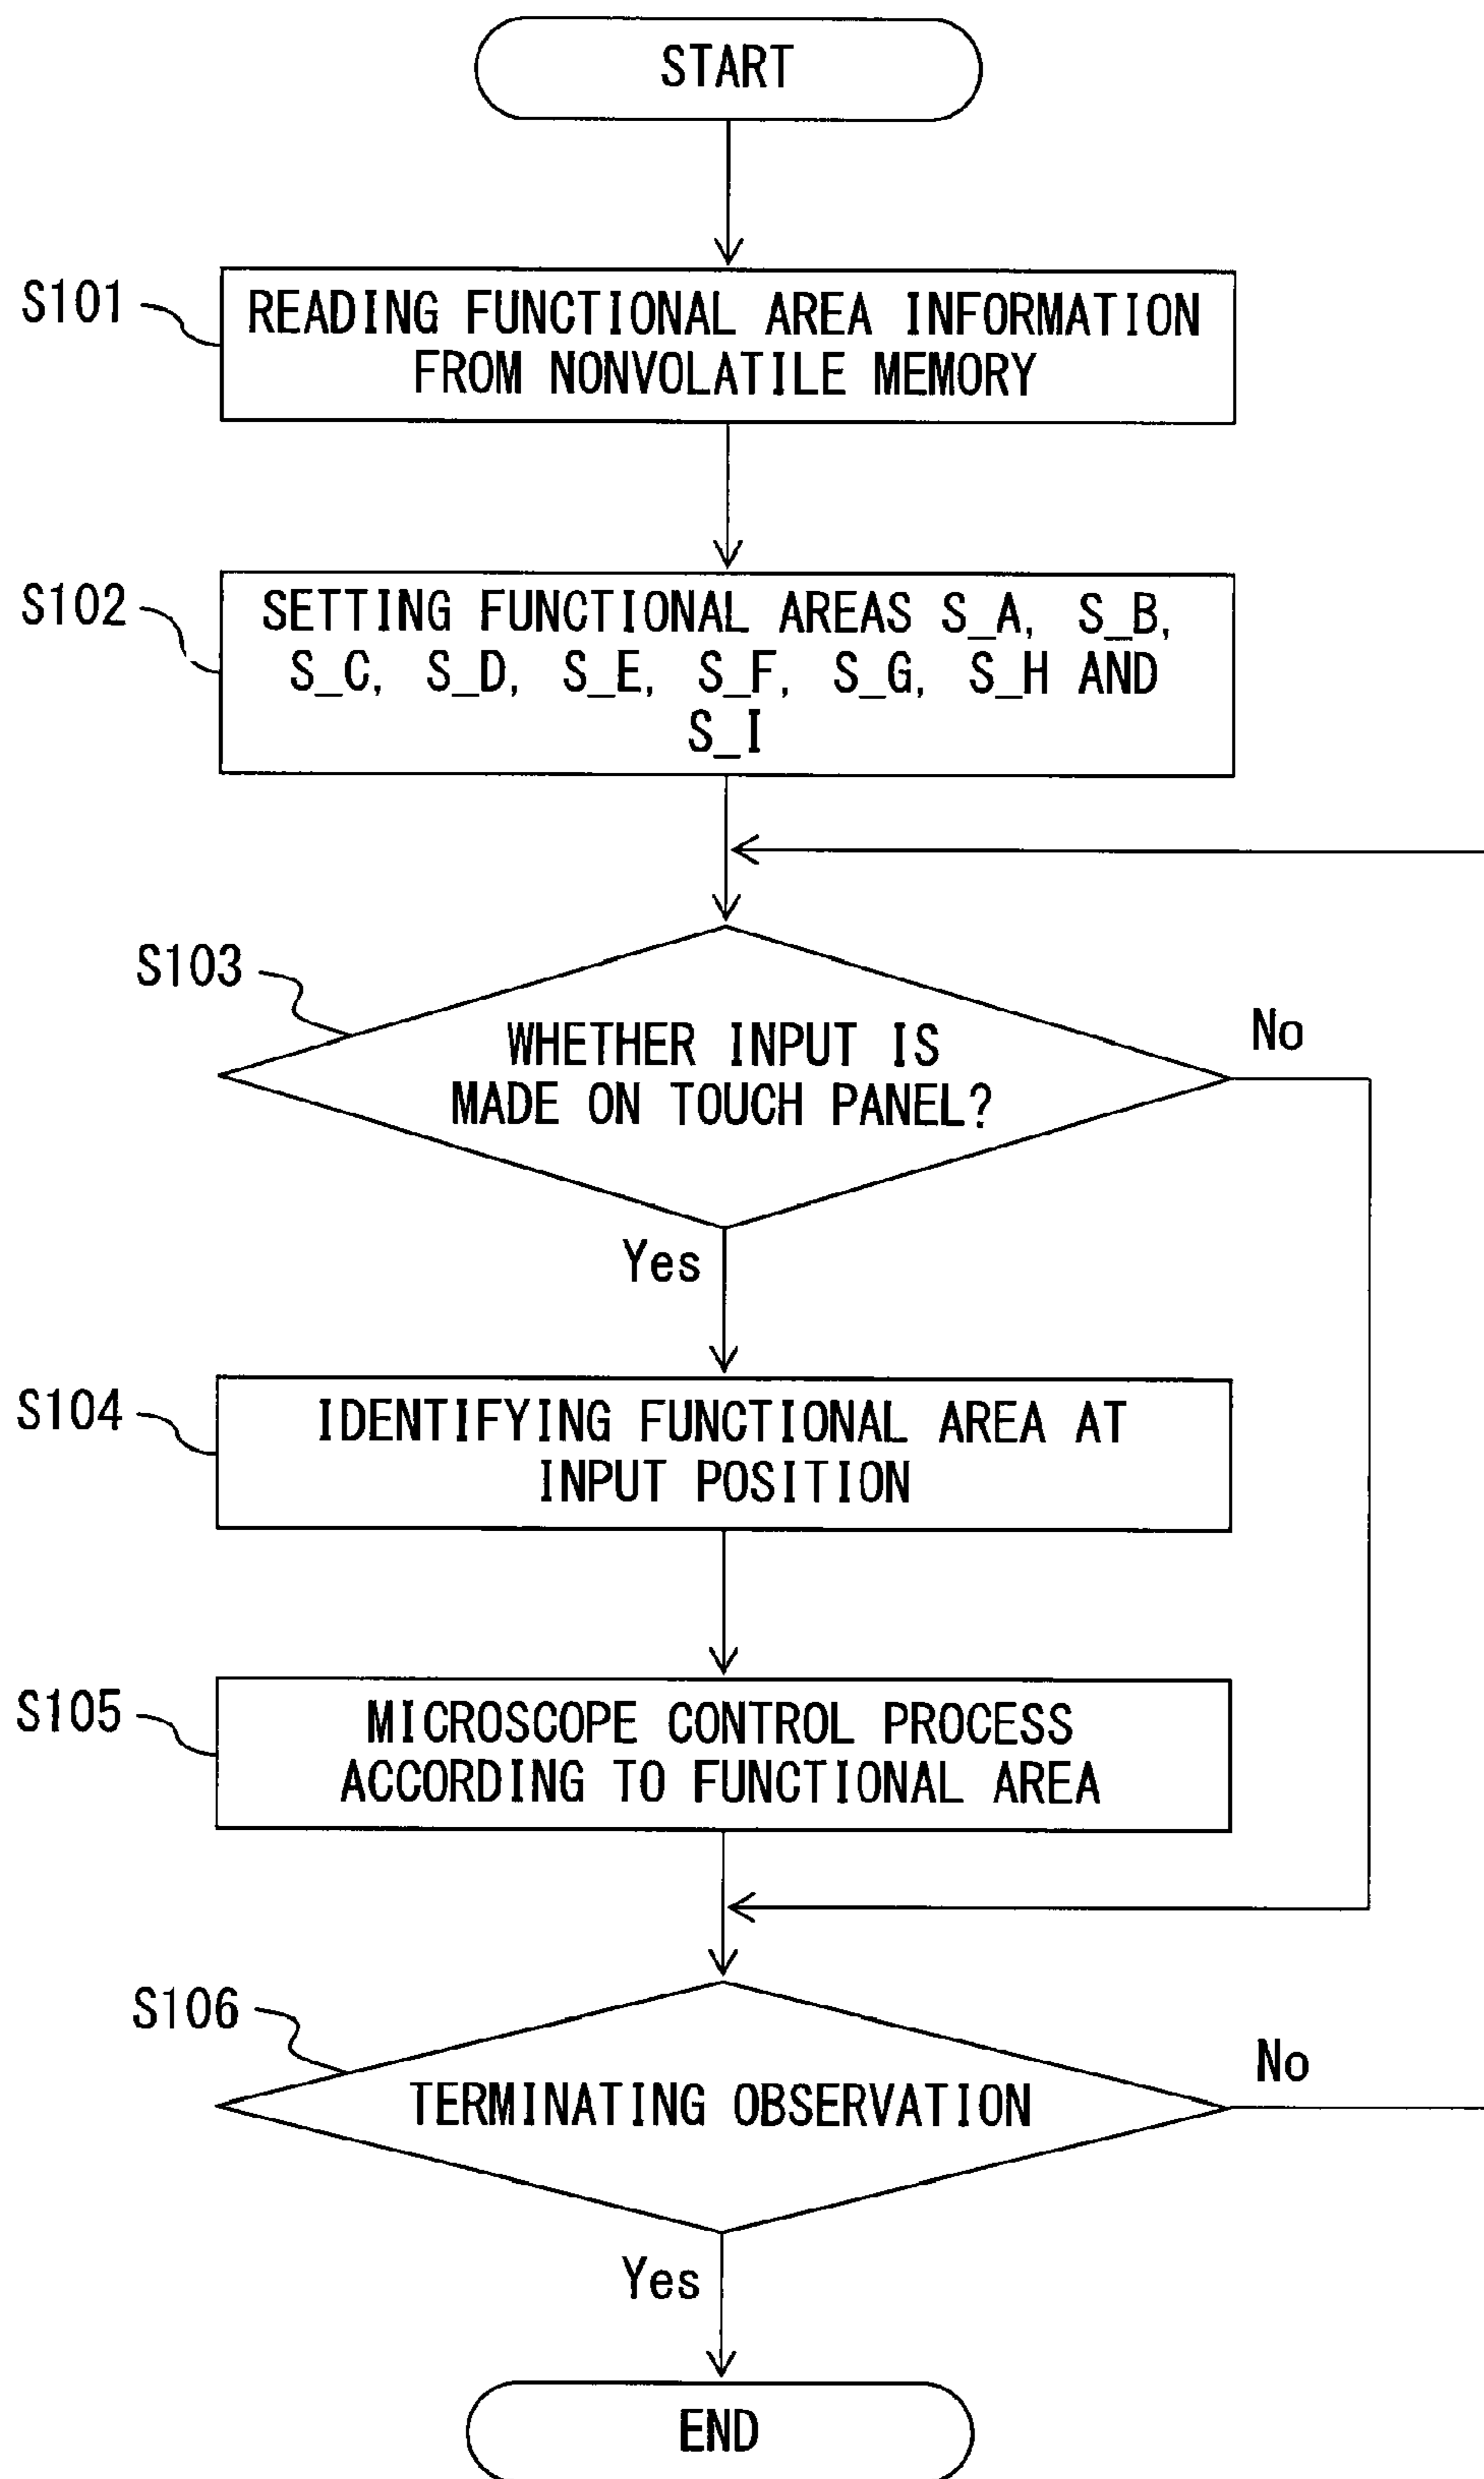 START
S101
READING FUNCTIONAL AREA INFORMATION
FROM NONVOLATILE MEMORY
S102
SETTING FUNCTIONAL AREAS S_A, S_B,
S_C, S_D, S_E, S_F, S_G, S_H AND
S_I
S103
WHETHER INPUT IS
MADE ON TOUCH PANEL?
No
Yes
S104
IDENTIFYING FUNCTIONAL AREA AT
INPUT POSITION
S105
MICROSCOPE CONTROL PROCESS
ACCORDING TO FUNCTIONAL AREA
S106
TERMINATING OBSERVATION
No
Yes
END